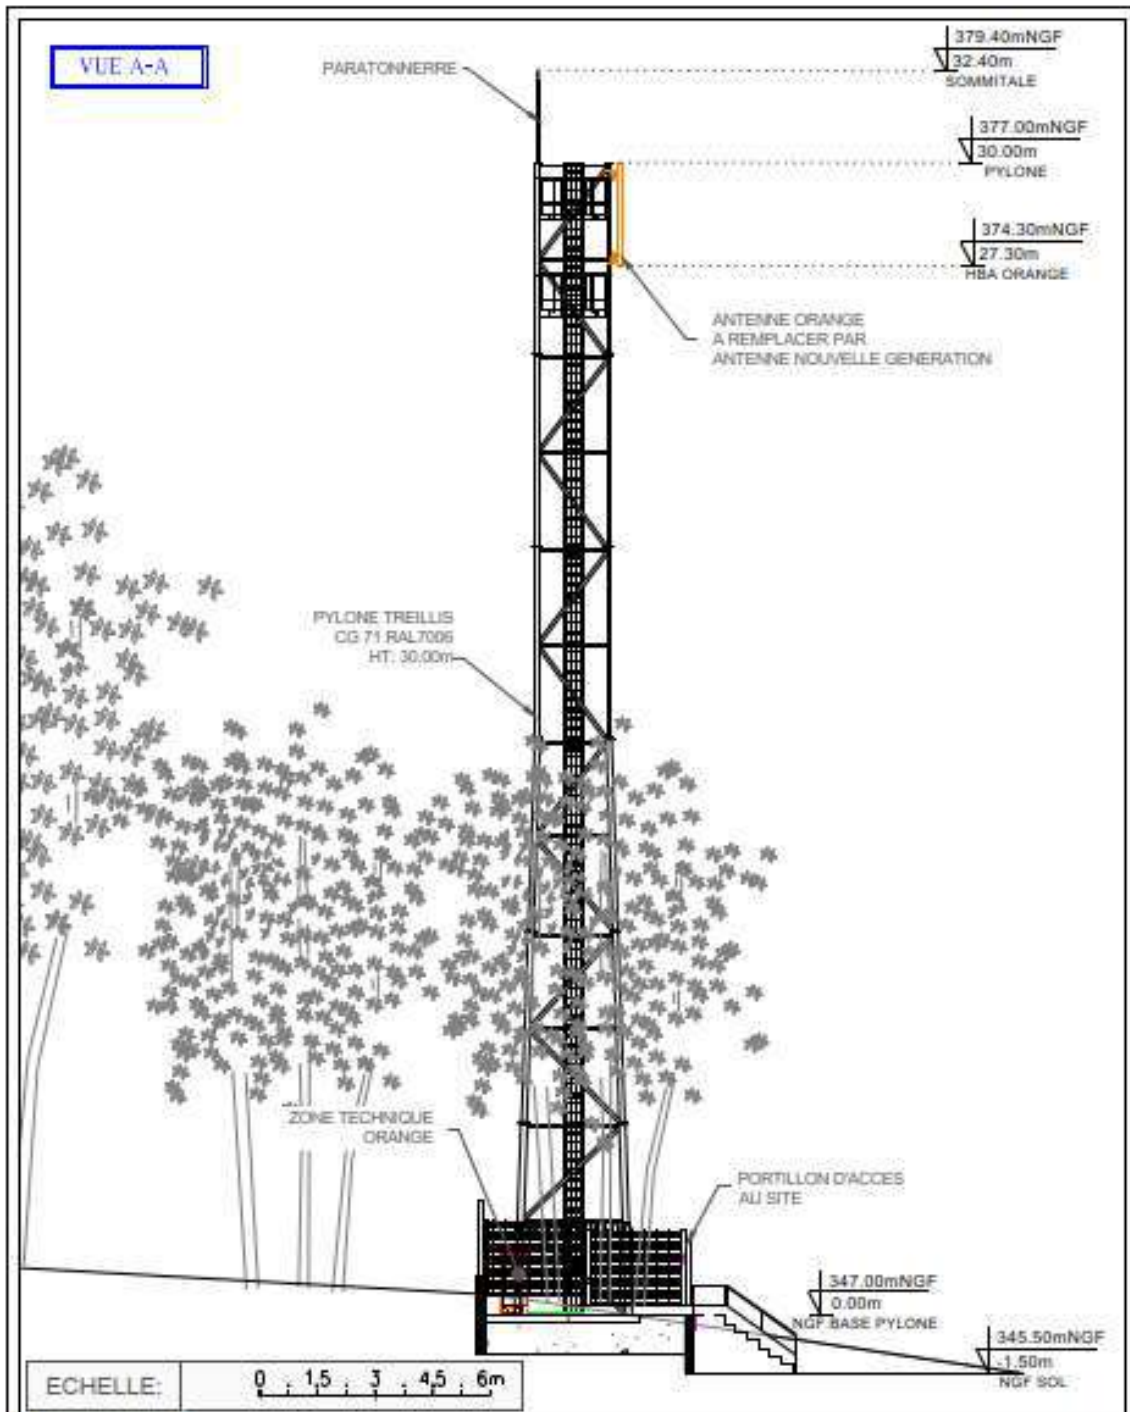 VUE A-A
PARATONNERRE
379.40mNGF
32.40m
SOMMITALE
377.00mNGF
30.00m
PYLONE
374.30mNGF
27.30m
HBA ORANGE
ANTENNE ORANGE
A REMPLACER PAR
ANTENNE NOUVELLE GENERATION
PYLONE TREILLIS
CG 71 RAL7006
HT: 30.00m
ZONE TECHNIQUE
ORANGE
PORTILLON D'ACCES
AU SITE
347.00mNGF
0.00m
NGF BASE PYLONE
345.50mNGF
-1.50m
NGF SOL
ECHELLE:
0 1,5 3 4,5 6m